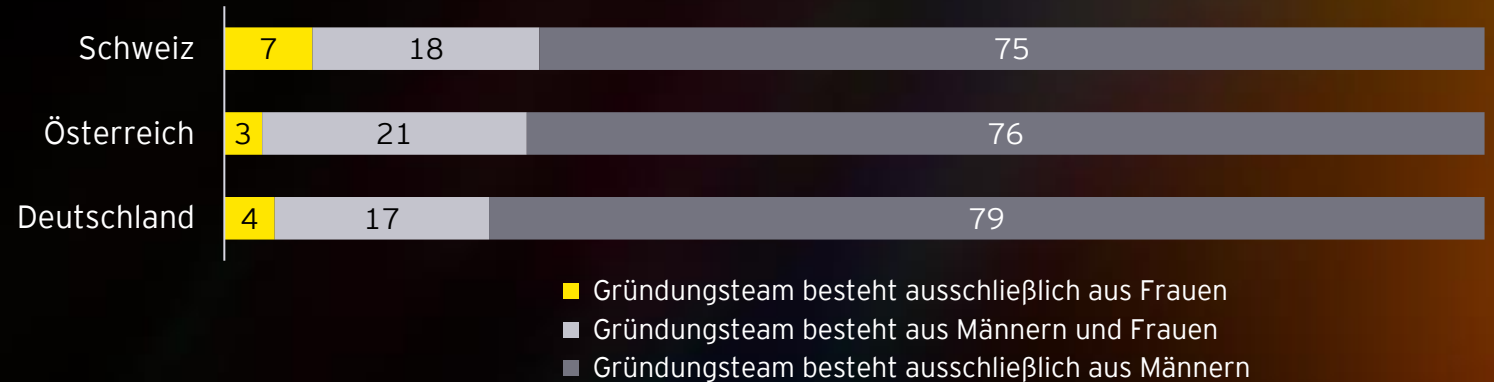 Schweiz 7 18 75
Österreich 3 21 76
Deutschland 4 17 79
Gründungsteam besteht ausschließlich aus Frauen
Gründungsteam besteht aus Männern und Frauen
Gründungsteam besteht ausschließlich aus Männern